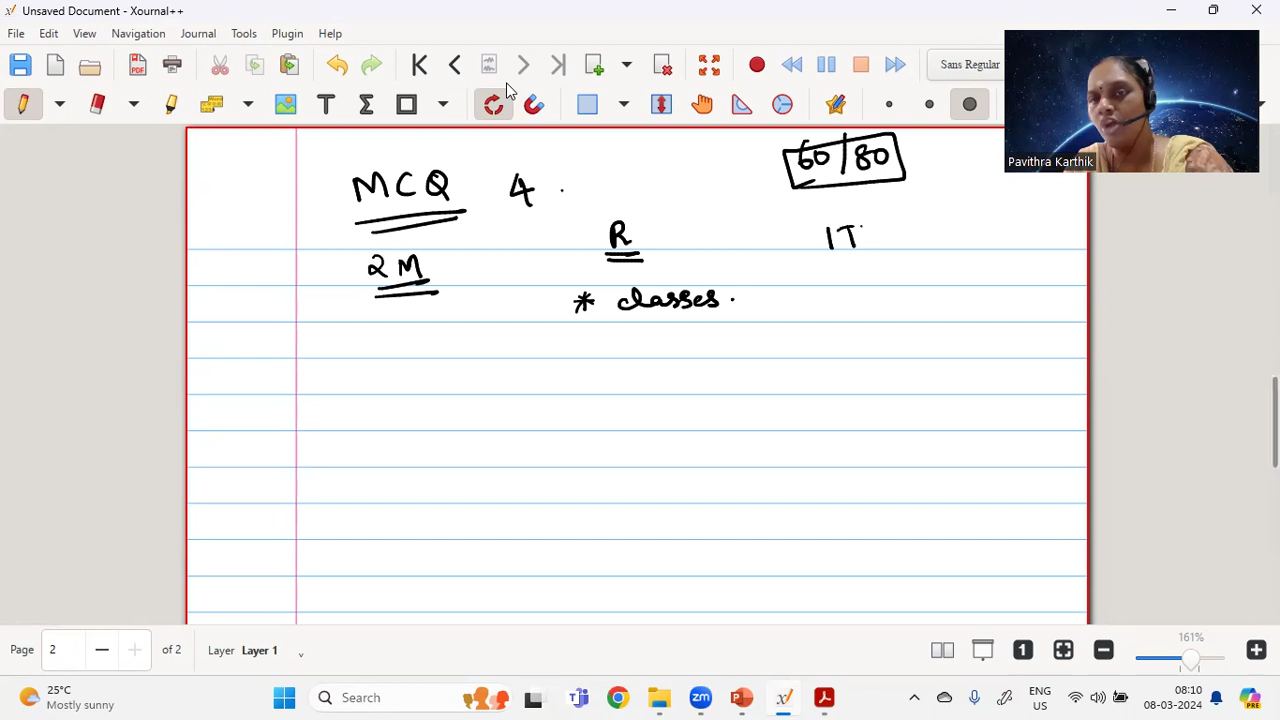 Unsaved Document - Xournal++
File Edit View Navigation Journal Tools Plugin Help
Sans Regular
Pavithra Karthik
60/80
MCQ 4 .
R IT
2M
* classes.
161%
Page 2 of 2 Layer Layer 1
25°C
Mostly sunny
Search
ENG
US
08:10
08-03-2024
PRE